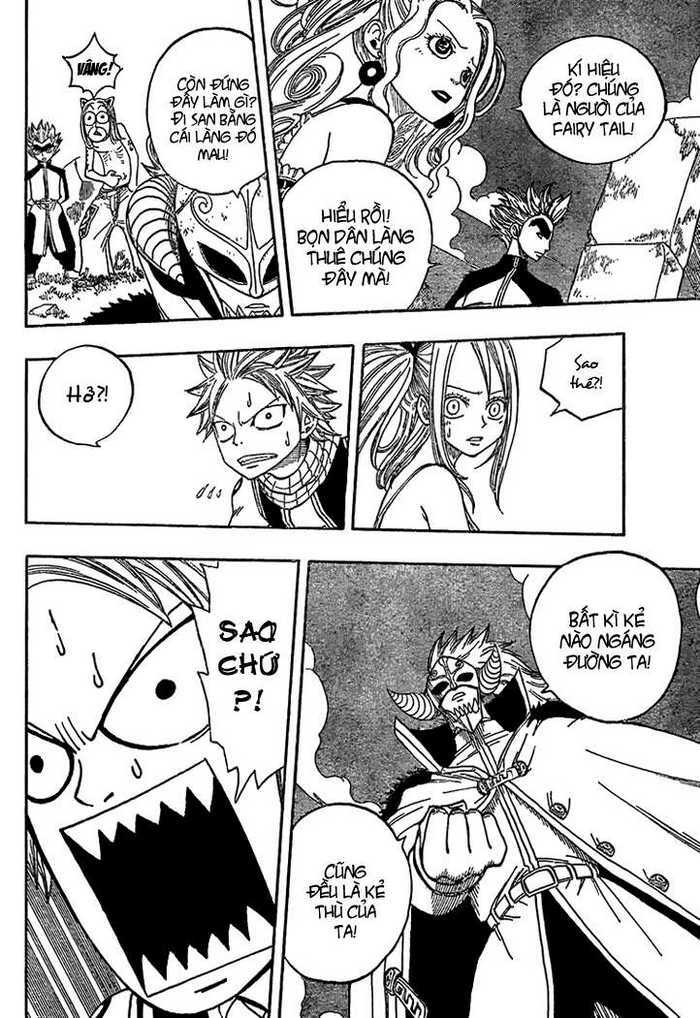 KÍ HIỆU
ĐÓ? CHÚNG
LÀ NGƯỜI CỦA
FAIRY TAIL!
HIỂU RỒI!
BỌN DÂN LÀNG
THUÊ CHÚNG
ĐÂY MÀ!
CÒN ĐỨNG
ĐẤY LÀM GÌ?
ĐI SAN BẰNG
CÁI LÀNG ĐÓ
MAU!
VÂNG!
Hở?!
Sao
thế?!
SAO
CHỨ
?!
BẤT KÌ KẺ
NÀO NGÁNG
ĐƯỜNG TA!
CŨNG
ĐỀU LÀ KẺ
THÙ CỦA
TA!